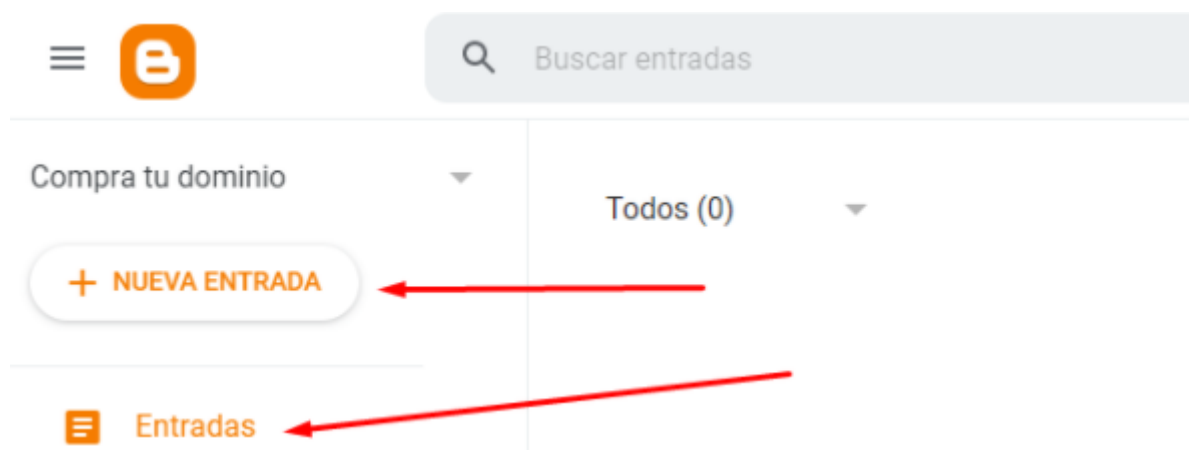 Buscar entradas
Compra tu dominio
Todos (0)
+ NUEVA ENTRADA
Entradas